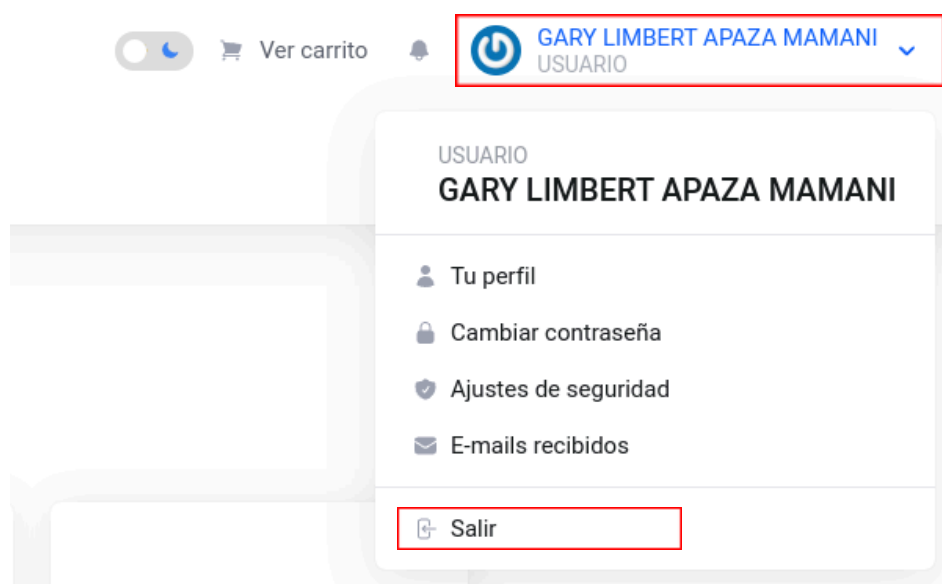 Ver carrito
GARY LIMBERT APAZA MAMANI
USUARIO
USUARIO
GARY LIMBERT APAZA MAMANI
Tu perfil
Cambiar contraseña
Ajustes de seguridad
E-mails recibidos
Salir